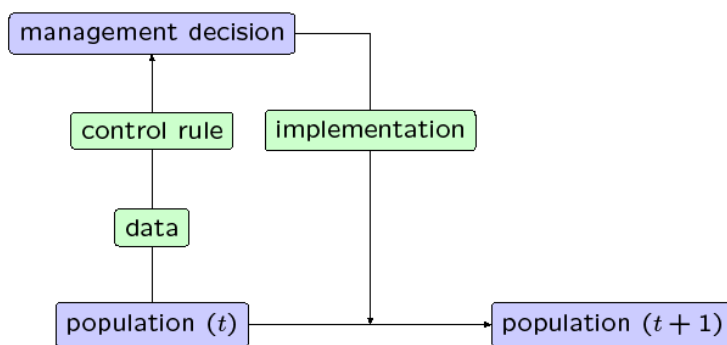 management decision
control rule
implementation
data
population (t)
population (t + 1)